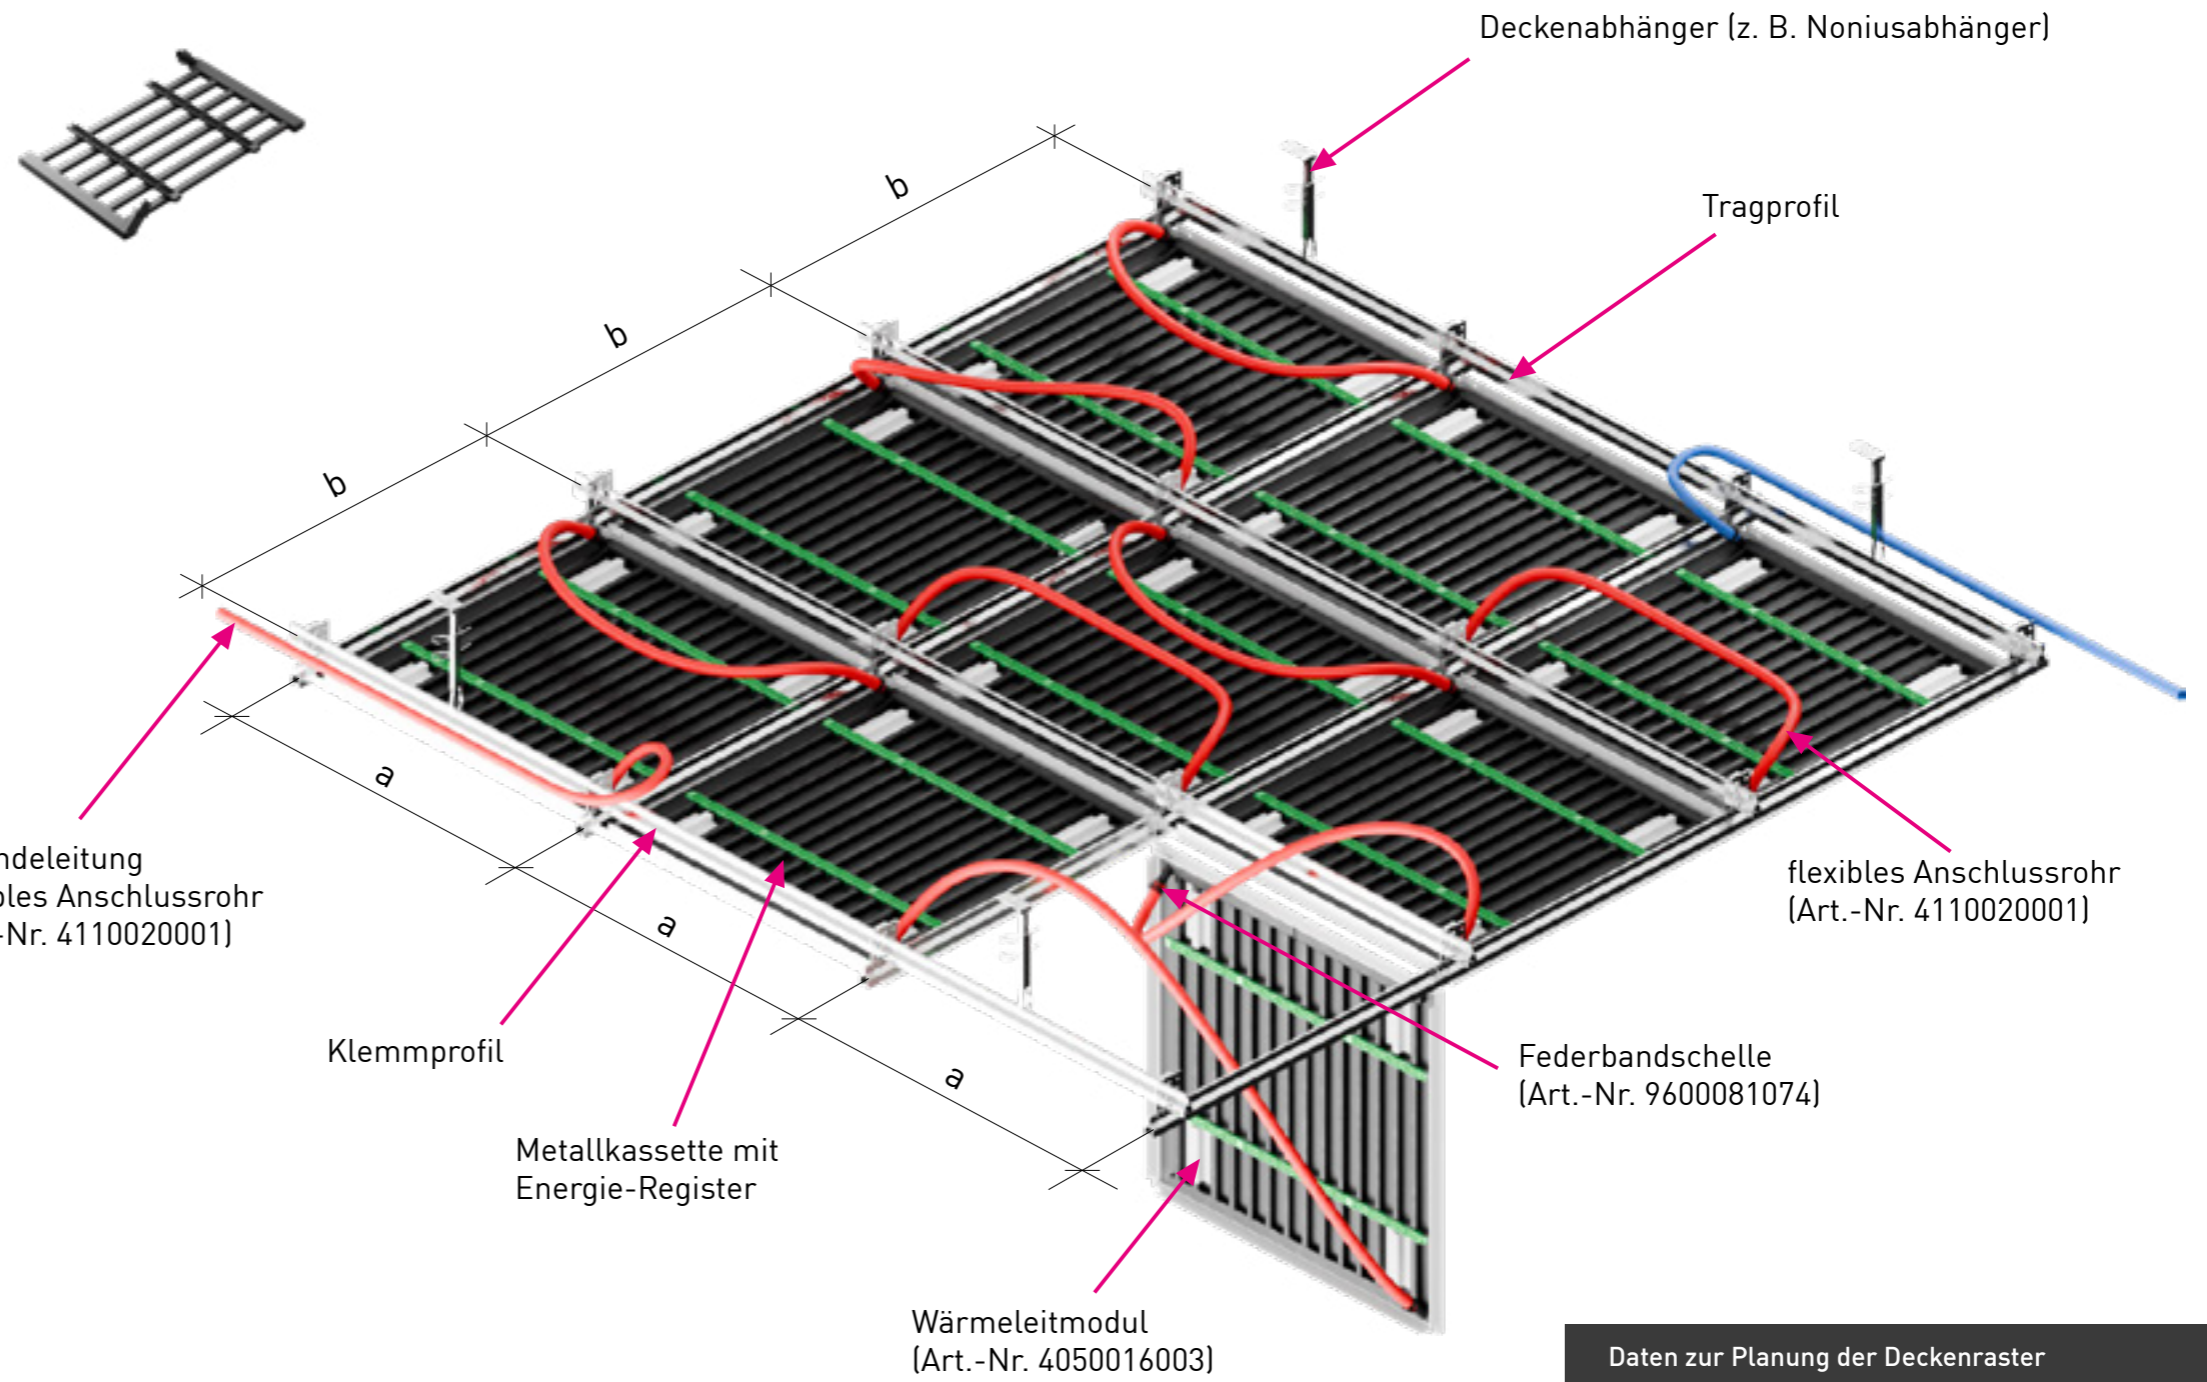 Deckenabhänger (z. B. Noniusabhänger)
Tragprofil
b
b
b
a
a
a
ndeleitung
bles Anschlussrohr
-Nr. 4110020001)
Klemmprofil
Metallkassette mit
Energie-Register
Wärmeleitmodul
(Art.-Nr. 4050016003)
Federbandschelle
(Art.-Nr. 9600081074)
flexibles Anschlussrohr
(Art.-Nr. 4110020001)
Daten zur Planung der Deckenraster